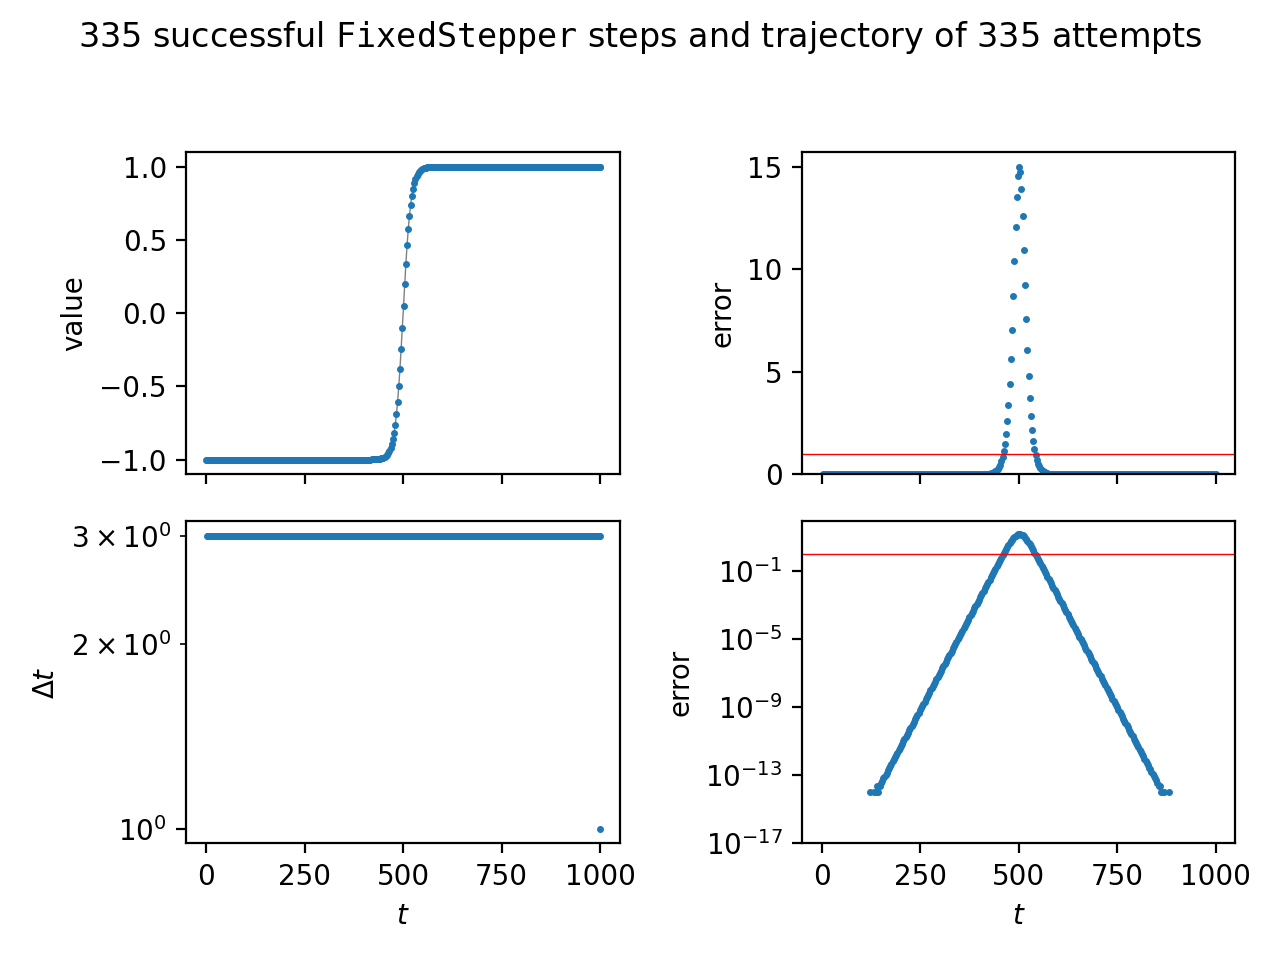 335 successful FixedStepper steps and trajectory of 335 attempts
1.0
0.5
0.0
−0.5
−1.0
value
15
10
5
0
error
3 × 10⁰
2 × 10⁰
10⁰
Δt
0 250 500 750 1000
t
10⁻¹
10⁻⁵
10⁻⁹
10⁻¹³
10⁻¹⁷
error
0 250 500 750 1000
t